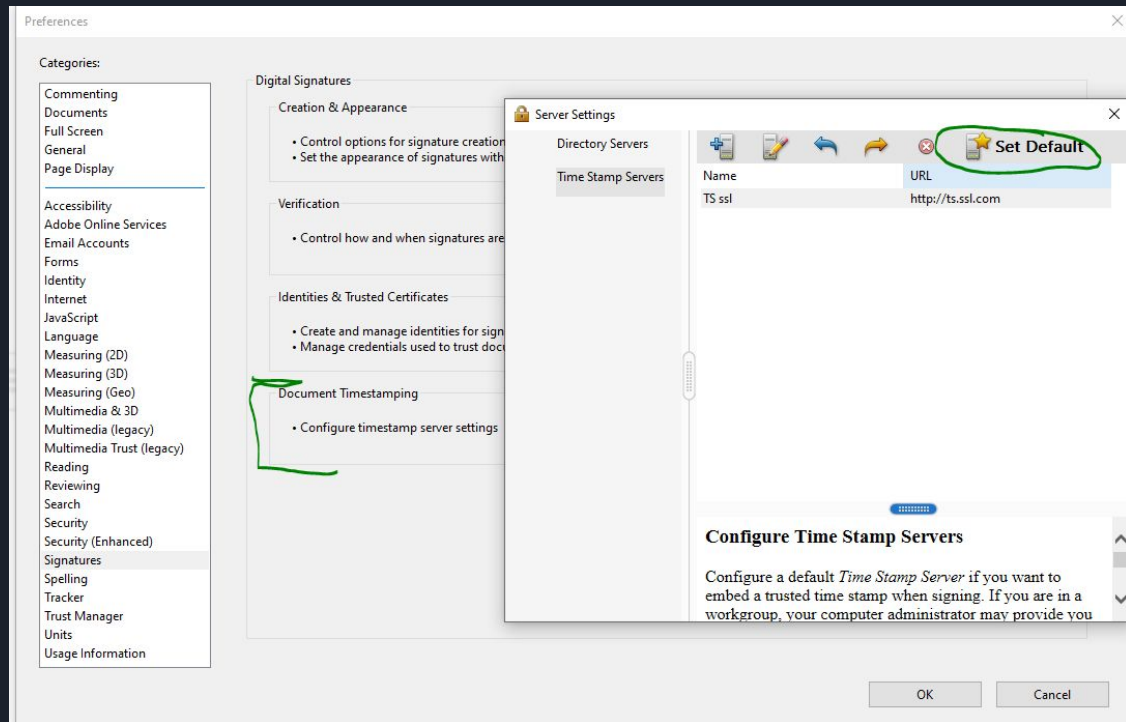 Preferences
Categories:
Commenting
Documents
Full Screen
General
Page Display
Accessibility
Adobe Online Services
Email Accounts
Forms
Identity
Internet
JavaScript
Language
Measuring (2D)
Measuring (3D)
Measuring (Geo)
Multimedia & 3D
Multimedia (legacy)
Multimedia Trust (legacy)
Reading
Reviewing
Search
Security
Security (Enhanced)
Signatures
Spelling
Tracker
Trust Manager
Units
Usage Information
Digital Signatures
Creation & Appearance
• Control options for signature creation
• Set the appearance of signatures with
Verification
• Control how and when signatures are
Identities & Trusted Certificates
• Create and manage identities for sign
• Manage credentials used to trust docu
Document Timestamping
• Configure timestamp server settings
Server Settings
Directory Servers
Time Stamp Servers
Set Default
Name URL
TS ssl http://ts.ssl.com
Configure Time Stamp Servers
Configure a default Time Stamp Server if you want to
embed a trusted time stamp when signing. If you are in a
workgroup, your computer administrator may provide you
OK Cancel